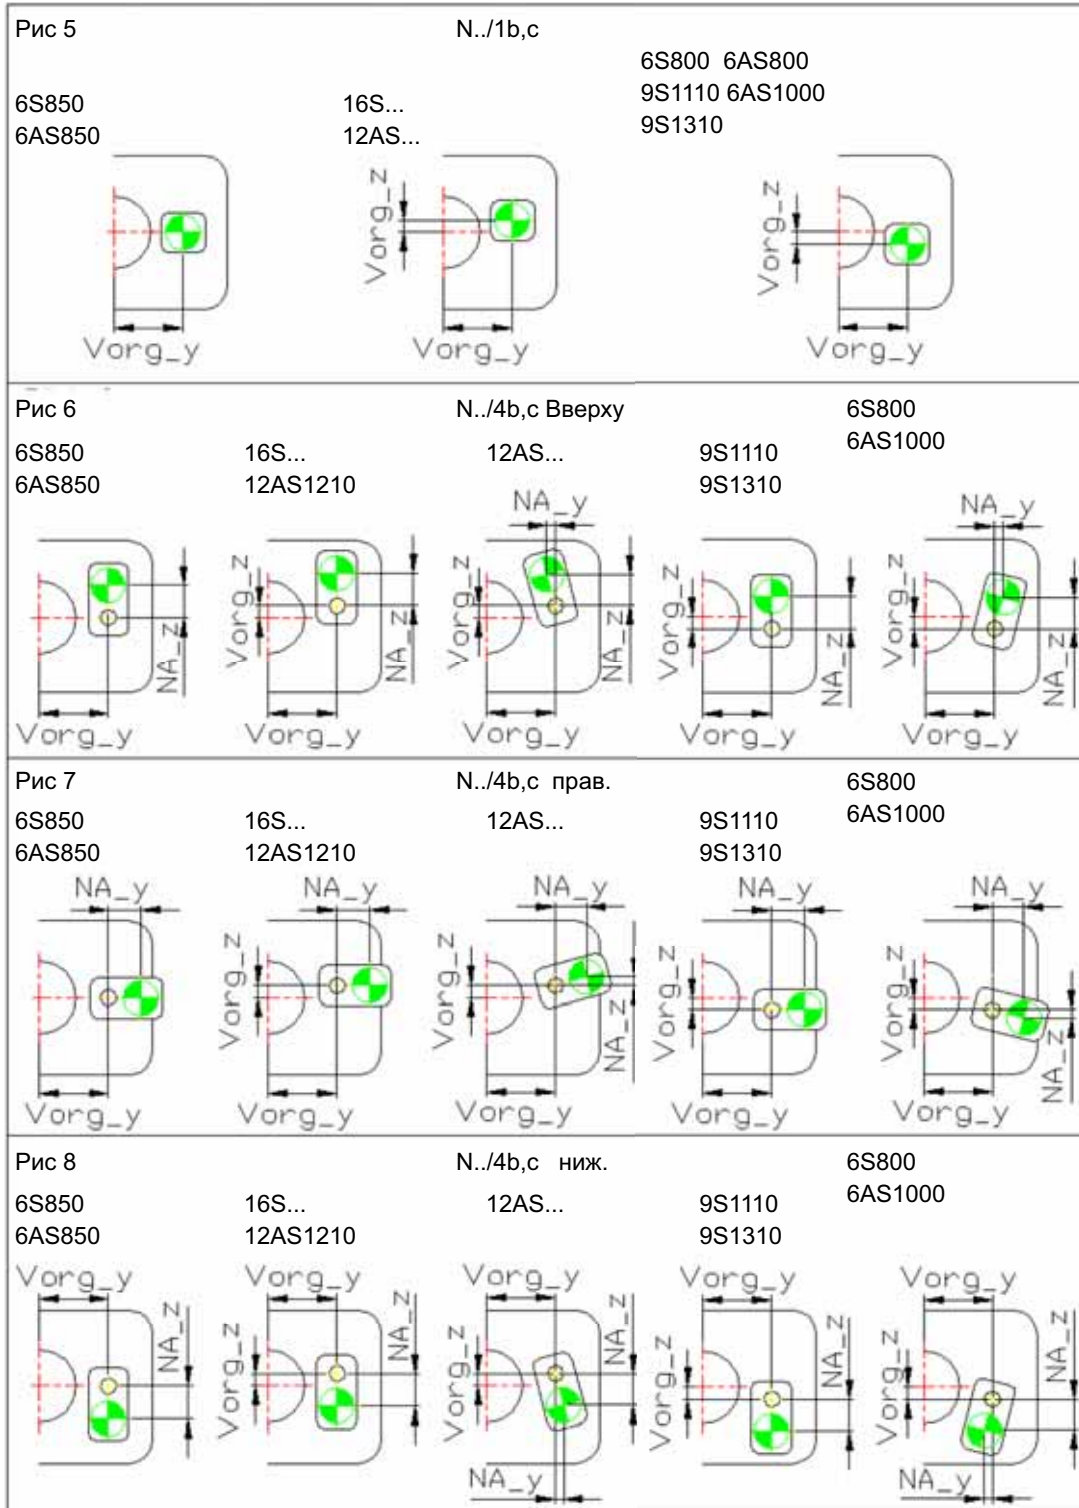 Рис 5 N../1b,c
6S800 6AS800
6S850 16S... 9S1110 6AS1000
6AS850 12AS... 9S1310
Vorg_z Vorg_z
Vorg_y Vorg_y Vorg_y
Рис 6 N../4b,c Вверху 6S800
6S850 16S... 12AS... 9S1110 6AS1000
6AS850 12AS1210 9S1310
NA_y NA_y
Vorg_z Vorg_z Vorg_z Vorg_z
NA_z NA_z NA_z NA_z NA_z
Vorg_y Vorg_y Vorg_y Vorg_y Vorg_y
Рис 7 N../4b,c прав. 6S800
6S850 16S... 12AS... 9S1110 6AS1000
6AS850 12AS1210 9S1310
NA_y NA_y NA_y NA_y NA_y
Vorg_z Vorg_z Vorg_z Vorg_z
NA_z NA_z
Vorg_y Vorg_y Vorg_y Vorg_y Vorg_y
Рис 8 N../4b,c ниж. 6S800
6S850 16S... 12AS... 9S1110 6AS1000
6AS850 12AS1210 9S1310
Vorg_y Vorg_y Vorg_y Vorg_y Vorg_y
NA_z NA_z NA_z NA_z NA_z
Vorg_z Vorg_z Vorg_z Vorg_z
NA_y NA_y